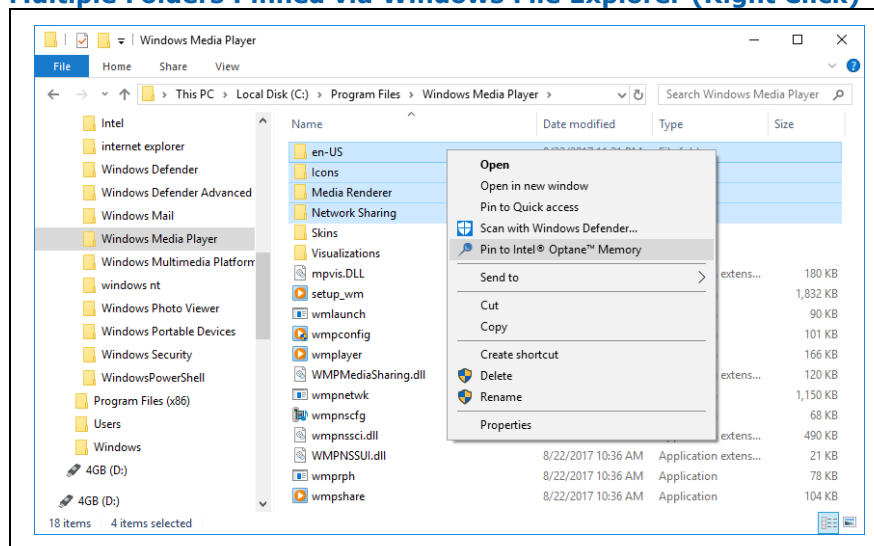 Multiple Folders Pinned via Windows File Explorer (Right Click)
Windows Media Player
File Home Share View
This PC > Local Disk (C:) > Program Files > Windows Media Player >
Search Windows Media Player
Intel
internet explorer
Windows Defender
Windows Defender Advanced
Windows Mail
Windows Media Player
Windows Multimedia Platform
windows nt
Windows Photo Viewer
Windows Portable Devices
Windows Security
WindowsPowerShell
Program Files (x86)
Users
Windows
4GB (D:)
4GB (D:)
Name Date modified Type Size
en-US
Icons
Media Renderer
Network Sharing
Skins
Visualizations
mpvis.DLL extens... 180 KB
setup_wm 1,832 KB
wmlaunch 90 KB
wmpconfig 101 KB
wmplayer 166 KB
WMPMediaSharing.dll extens... 120 KB
wmpnetwk 1,150 KB
wmpnscfg 68 KB
wmpnssci.dll extens... 490 KB
WMPNSSUI.dll 8/22/2017 10:36 AM Application extens... 21 KB
wmprph 8/22/2017 10:36 AM Application 78 KB
wmpshare 8/22/2017 10:36 AM Application 104 KB
Open
Open in new window
Pin to Quick access
Scan with Windows Defender...
Pin to Intel® Optane™ Memory
Send to
Cut
Copy
Create shortcut
Delete
Rename
Properties
18 items 4 items selected